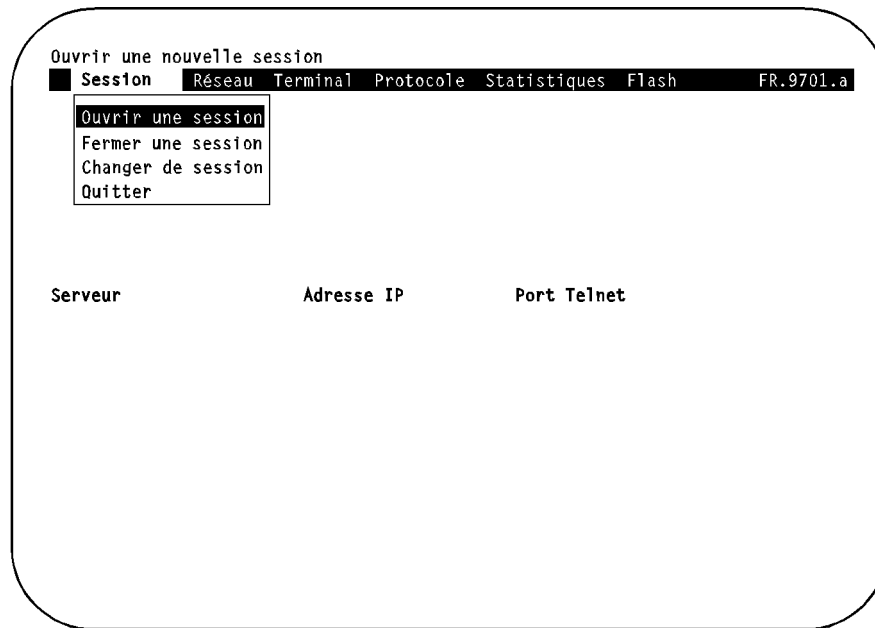 Ouvrir une nouvelle session
Session Réseau Terminal Protocole Statistiques Flash FR.9701.a
Ouvrir une session
Fermer une session
Changer de session
Quitter
Serveur Adresse IP Port Telnet